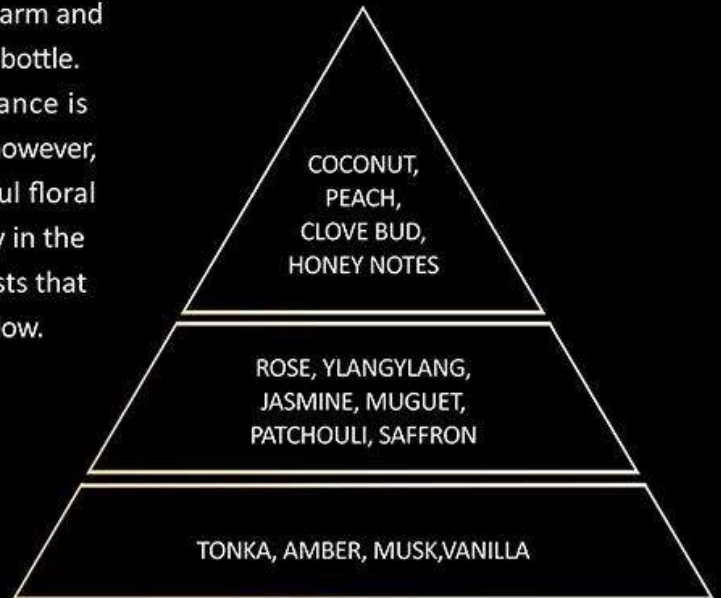 arm and
bottle.
ance is
owever,
ul floral
in the
sts that
low.
COCONUT,
PEACH,
CLOVE BUD,
HONEY NOTES
ROSE, YLANGYLANG,
JASMINE, MUGUET,
PATCHOULI, SAFFRON
TONKA, AMBER, MUSK,VANILLA